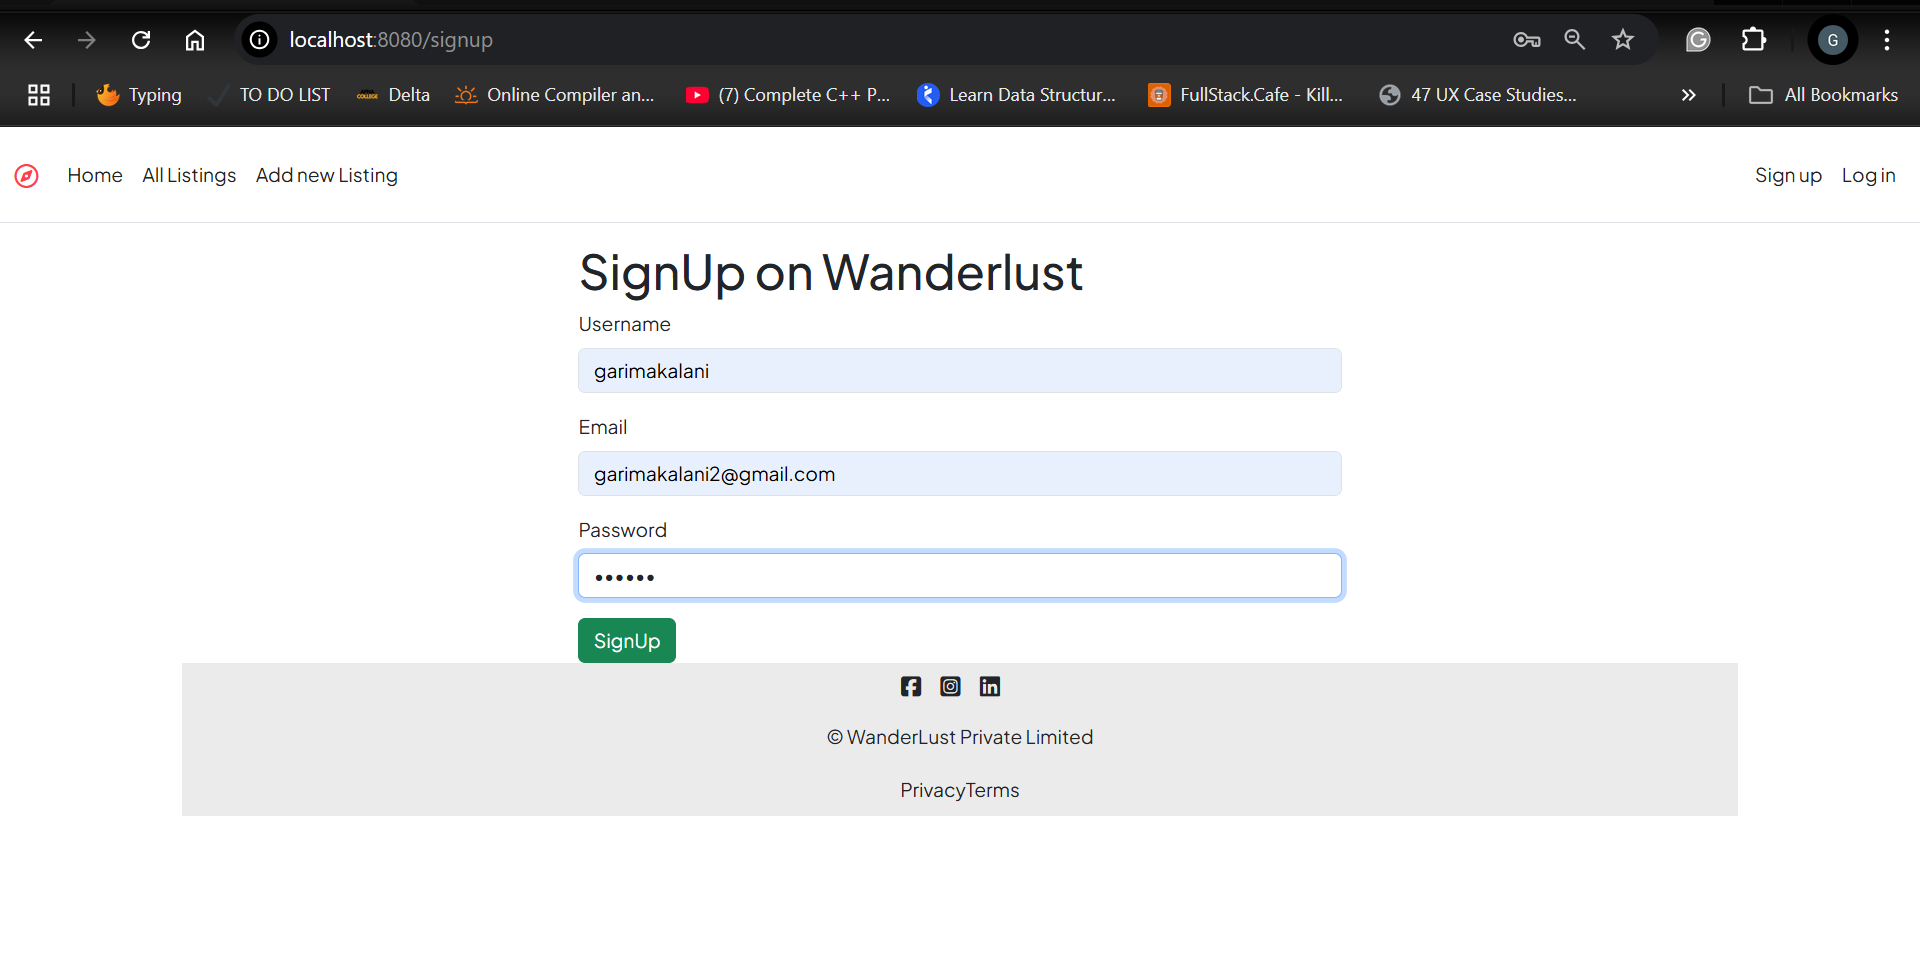 localhost:8080/signup
G
Typing TO DO LIST Delta Online Compiler an... (7) Complete C++ P... Learn Data Structur... FullStack.Cafe - Kill... 47 UX Case Studies... All Bookmarks
Home All Listings Add new Listing Sign up Log in
SignUp on Wanderlust
Username
garimakalani
Email
garimakalani2@gmail.com
Password
••••••
SignUp
© WanderLust Private Limited
PrivacyTerms